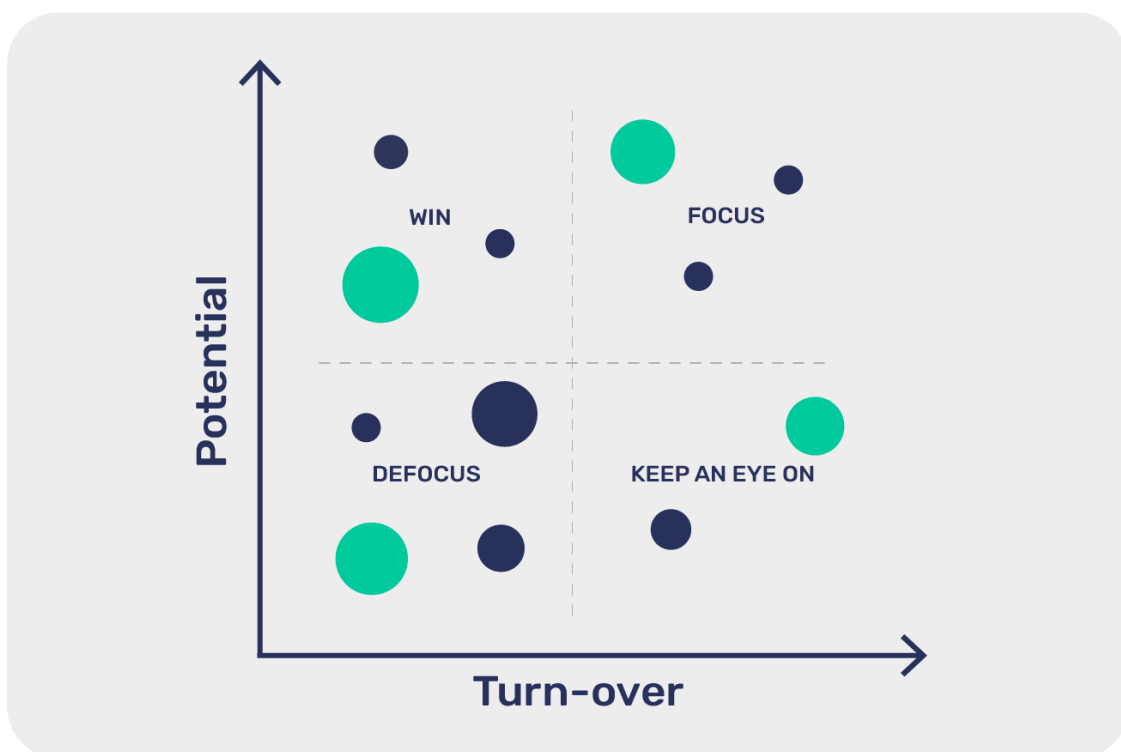 WIN
FOCUS
Potential
DEFOCUS
KEEP AN EYE ON
Turn-over